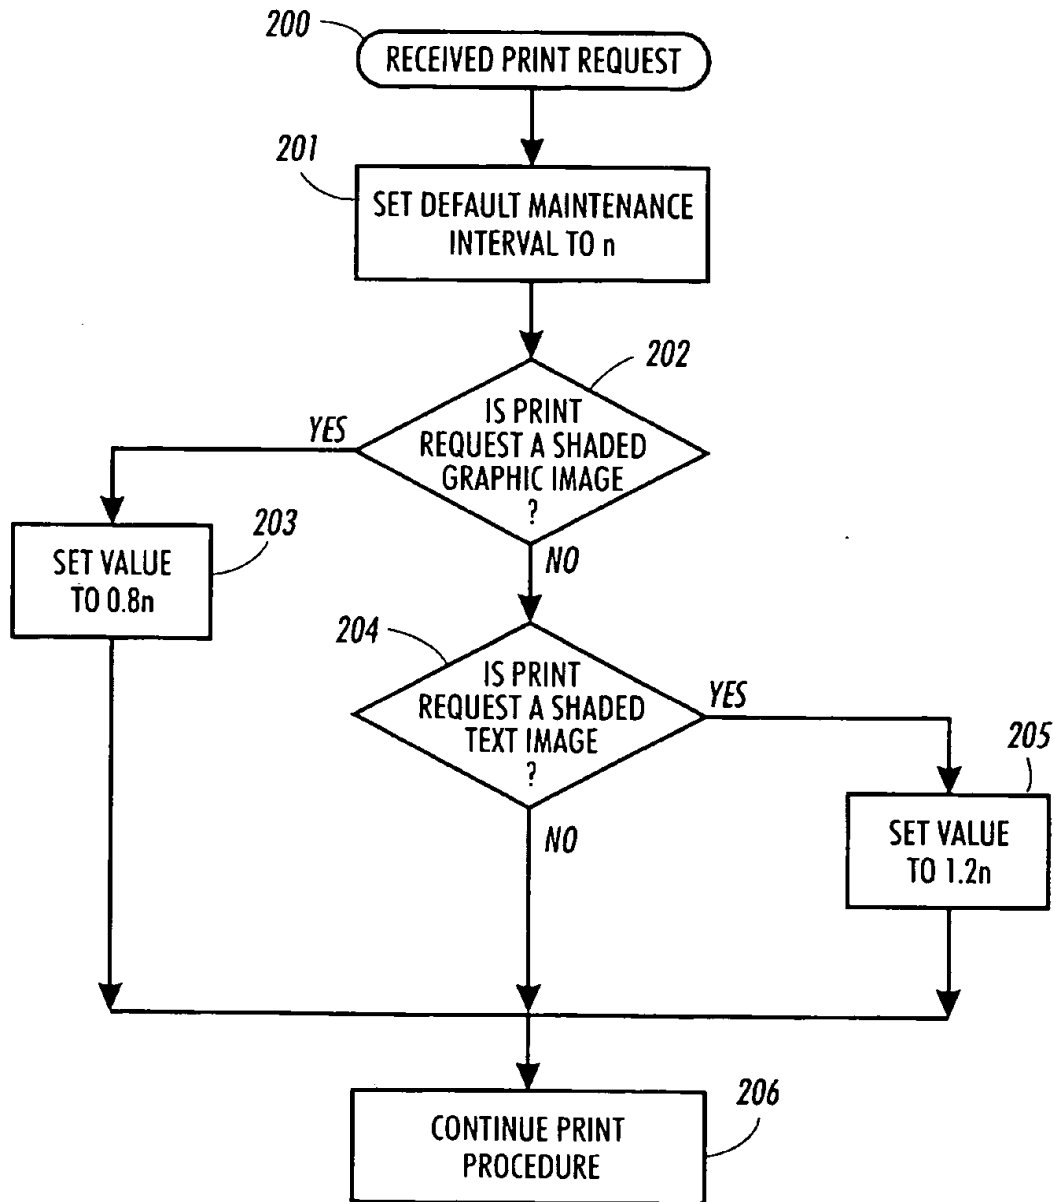 200
RECEIVED PRINT REQUEST
201
SET DEFAULT MAINTENANCE
INTERVAL TO n
202
IS PRINT
REQUEST A SHADED
GRAPHIC IMAGE
?
YES
NO
203
SET VALUE
TO 0.8n
204
IS PRINT
REQUEST A SHADED
TEXT IMAGE
?
YES
NO
205
SET VALUE
TO 1.2n
206
CONTINUE PRINT
PROCEDURE